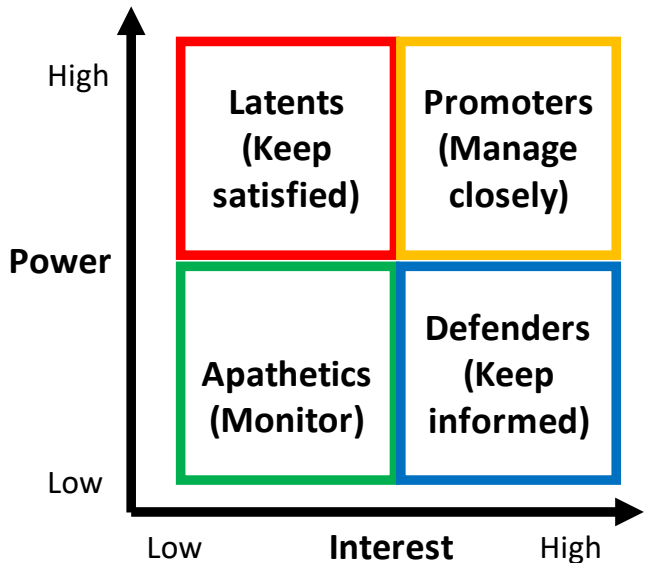 High
Latents
(Keep
satisfied)
Promoters
(Manage
closely)
Power
Apathetics
(Monitor)
Defenders
(Keep
informed)
Low
Low
Interest
High